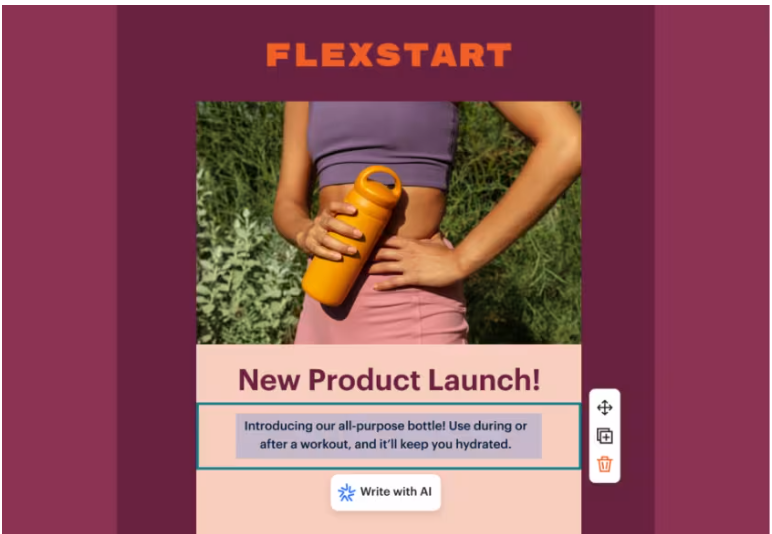 FLEXSTART
New Product Launch!
Introducing our all-purpose bottle! Use during or
after a workout, and it'll keep you hydrated.
Write with AI